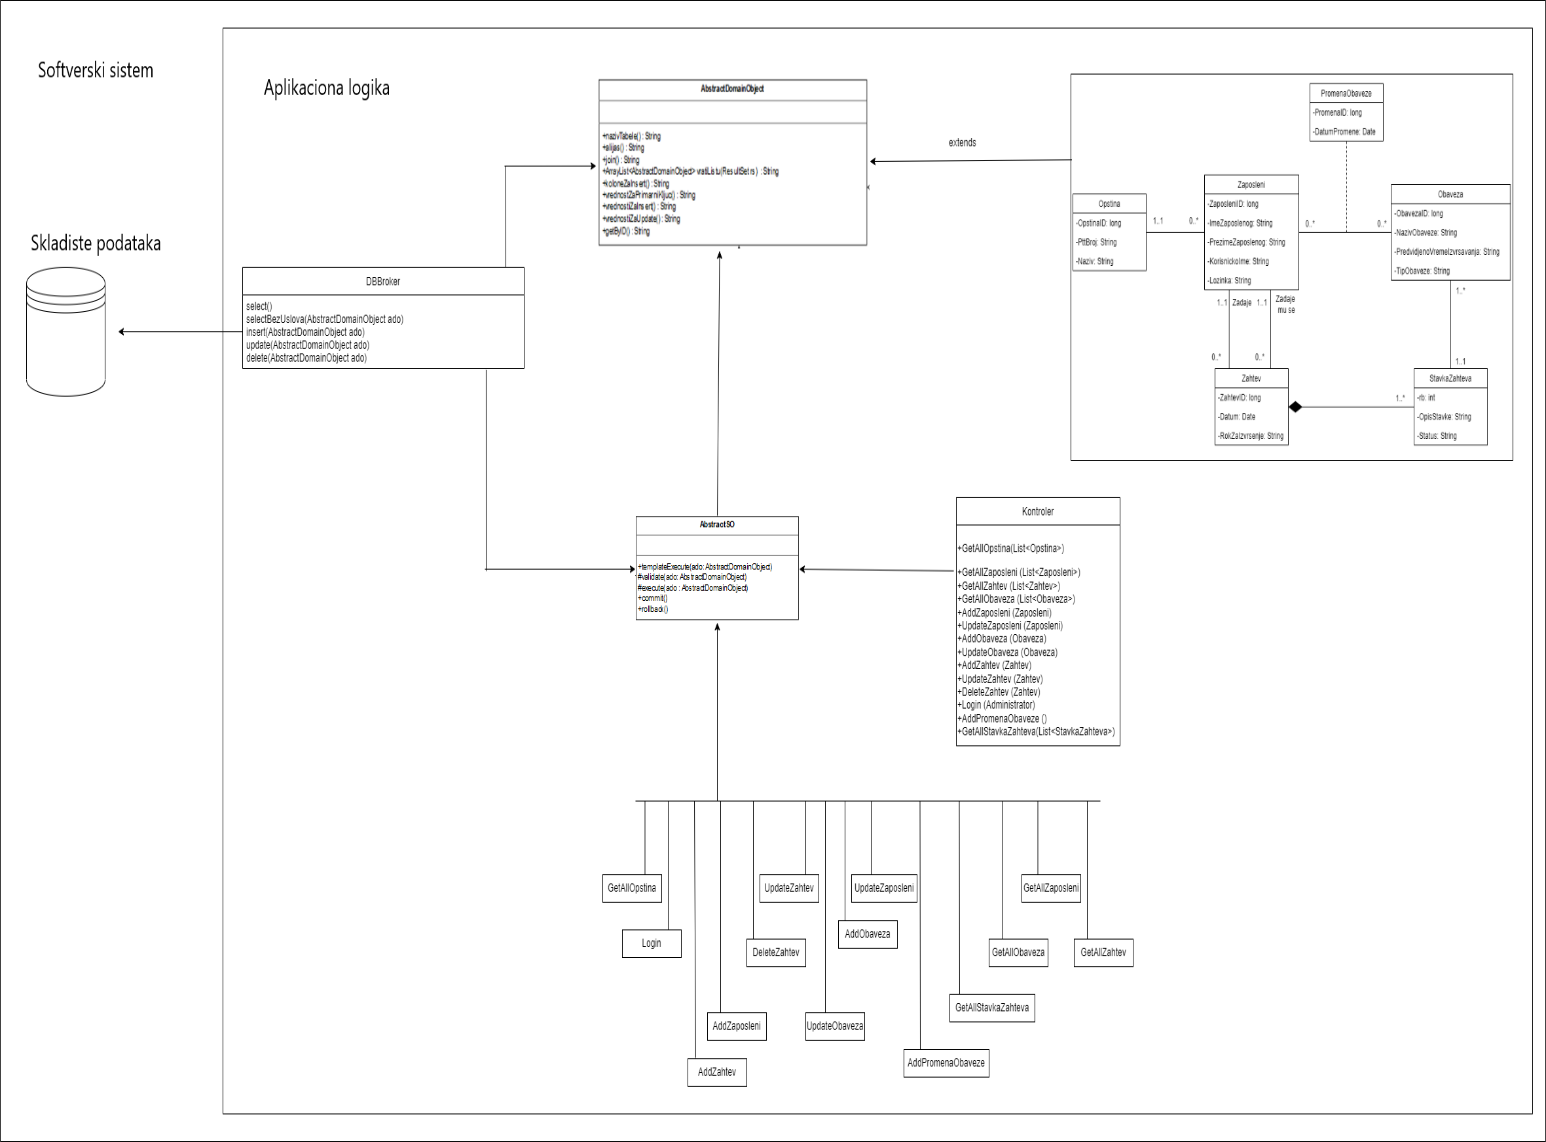 Softverski sistem
Aplikaciona logika
Skladiste podataka
DBBroker
select()
selectBezUslova(AbstractDomainObject ado)
insert(AbstractDomainObject ado)
update(AbstractDomainObject ado)
delete(AbstractDomainObject ado)
AbstractDomainObject
+nazivTabele() : String
+alijas() : String
+join() : String
+ArrayList<AbstractDomainObject> vratiListu(ResultSet rs) : String
+koloneZaInsert() : String
+vrednostZaPrimarniKljuc() : String
+vrednostiZaInsert() : String
+vrednostiZaUpdate() : String
+getByID() : String
extends
PromenaObaveze
-PromenaID: long
-DatumPromene: Date
Opstina
-OpstinaID: long
-PttBroj: String
-Naziv: String
1..1
0..*
Zaposleni
-ZaposleniID: long
-ImeZaposlenog: String
-PrezimeZaposlenog: String
-KorisnickoIme: String
-Lozinka: String
0..*
0..*
Obaveza
-ObavezaID: long
-NazivObaveze: String
-PredvidjenoVremeIzvrsavanja: String
-TipObaveze: String
1..1
Zadaje
1..1
Zadaje
mu se
1..*
0..*
0..*
1..1
Zahtev
-ZahtevID: long
-Datum: Date
-RokZaIzvrsenje: String
1..*
StavkaZahteva
-rb: int
-OpisStavke: String
-Status: String
AbstractSO
+templateExecute(ado: AbstractDomainObject)
#validate(ado: AbstractDomainObject)
#execute(ado : AbstractDomainObject)
+commit()
+rollback()
Kontroler
+GetAllOpstina(List<Opstina>)
+GetAllZaposleni (List<Zaposleni>)
+GetAllZahtev (List<Zahtev>)
+GetAllObaveza (List<Obaveza>)
+AddZaposleni (Zaposleni)
+UpdateZaposleni (Zaposleni)
+AddObaveza (Obaveza)
+UpdateObaveza (Obaveza)
+AddZahtev (Zahtev)
+UpdateZahtev (Zahtev)
+DeleteZahtev (Zahtev)
+Login (Administrator)
+AddPromenaObaveze ()
+GetAllStavkaZahteva(List<StavkaZahteva>)
GetAllOpstina
UpdateZahtev
UpdateZaposleni
GetAllZaposleni
Login
AddObaveza
DeleteZahtev
GetAllObaveza
GetAllZahtev
GetAllStavkaZahteva
AddZaposleni
UpdateObaveza
AddPromenaObaveze
AddZahtev